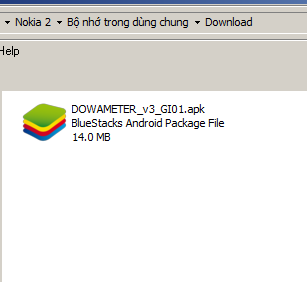 Nokia 2 Bộ nhớ trong dùng chung Download
Help
DOWAMETER_v3_GI01.apk
BlueStacks Android Package File
14.0 MB